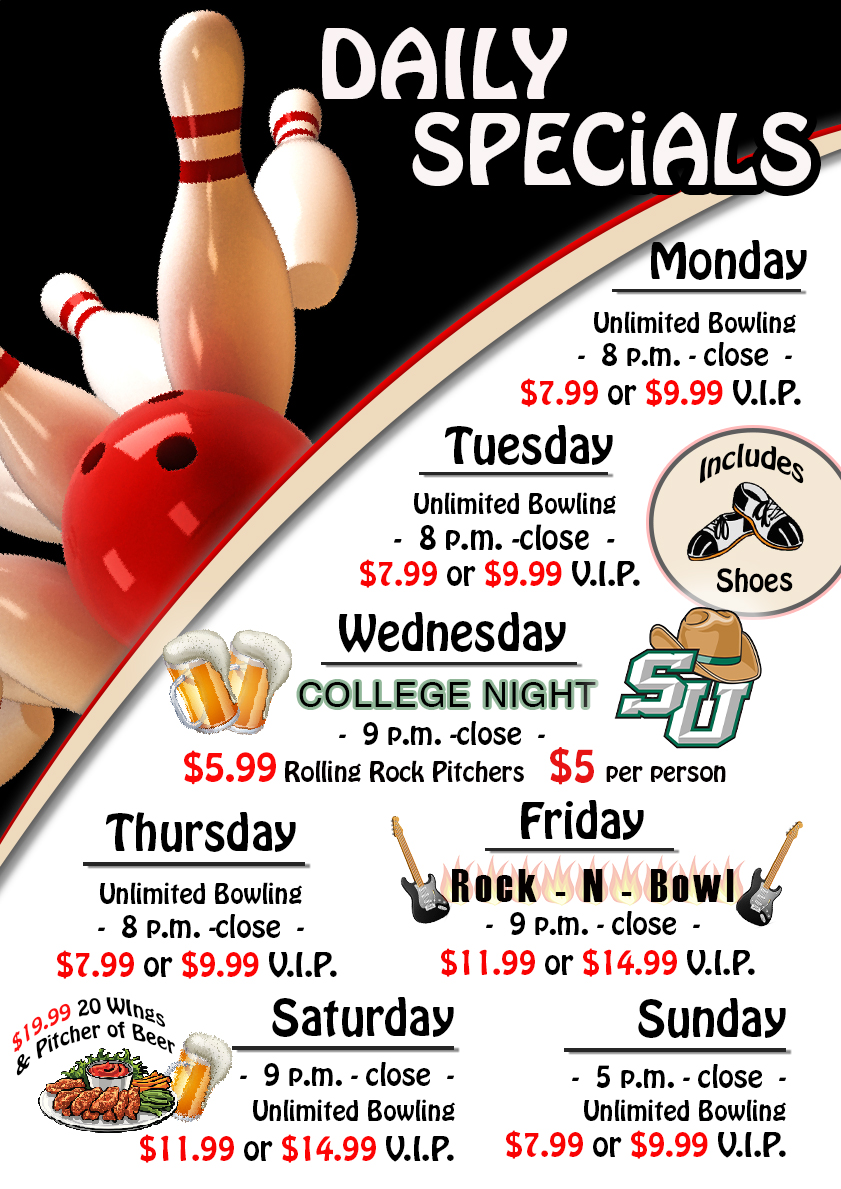 DAILY
SPECiALS
Monday
Unlimited Bowling
- 8 p.m. - close -
$7.99 or $9.99 V.I.P.
Tuesday
Unlimited Bowling
- 8 p.m. -close -
$7.99 or $9.99 V.I.P.
Includes
Shoes
Wednesday
COLLEGE NIGHT
SU
- 9 p.m. -close -
$5.99 Rolling Rock Pitchers $5 per person
Thursday
Unlimited Bowling
- 8 p.m. -close -
$7.99 or $9.99 V.I.P.
Friday
Rock - N - Bowl
- 9 p.m. - close -
$11.99 or $14.99 V.I.P.
$19.99 20 Wings
& Pitcher of Beer
Saturday
- 9 p.m. - close -
Unlimited Bowling
$11.99 or $14.99 V.I.P.
Sunday
- 5 p.m. - close -
Unlimited Bowling
$7.99 or $9.99 V.I.P.